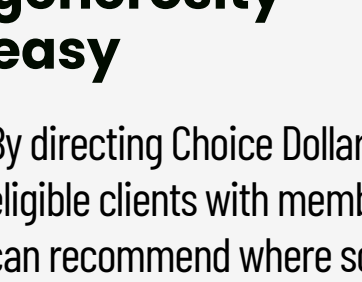 generosity
easy
By directing Choice Dollar
eligible clients with memb
can recommend where so